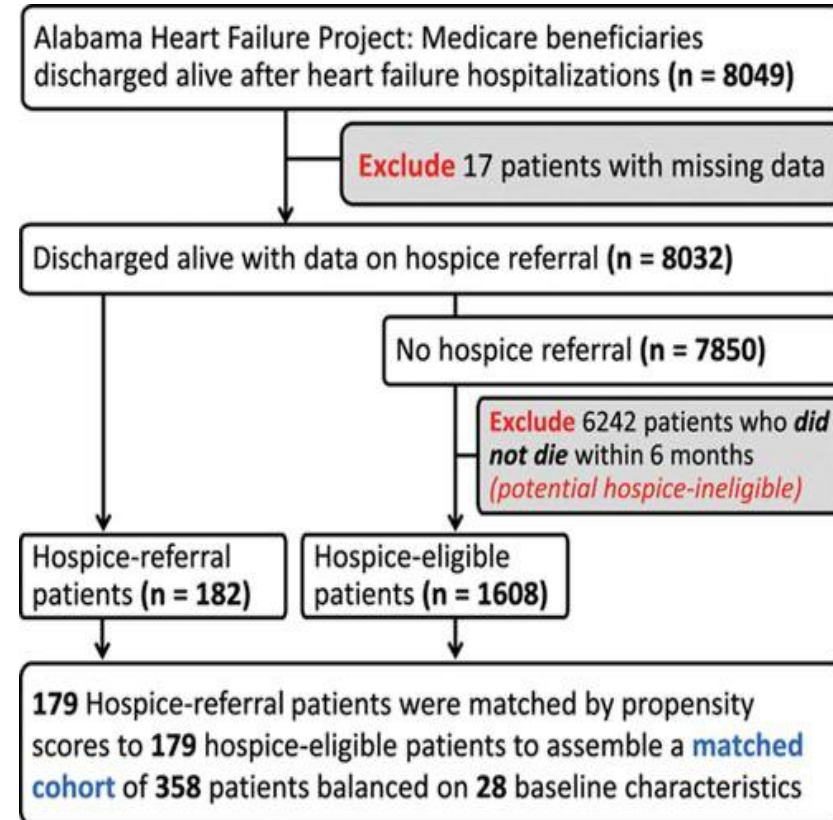 Alabama Heart Failure Project: Medicare beneficiaries
discharged alive after heart failure hospitalizations (n = 8049)
Exclude 17 patients with missing data
Discharged alive with data on hospice referral (n = 8032)
No hospice referral (n = 7850)
Exclude 6242 patients who did
not die within 6 months
(potential hospice-ineligible)
Hospice-referral
patients (n = 182)
Hospice-eligible
patients (n = 1608)
179 Hospice-referral patients were matched by propensity
scores to 179 hospice-eligible patients to assemble a matched
cohort of 358 patients balanced on 28 baseline characteristics